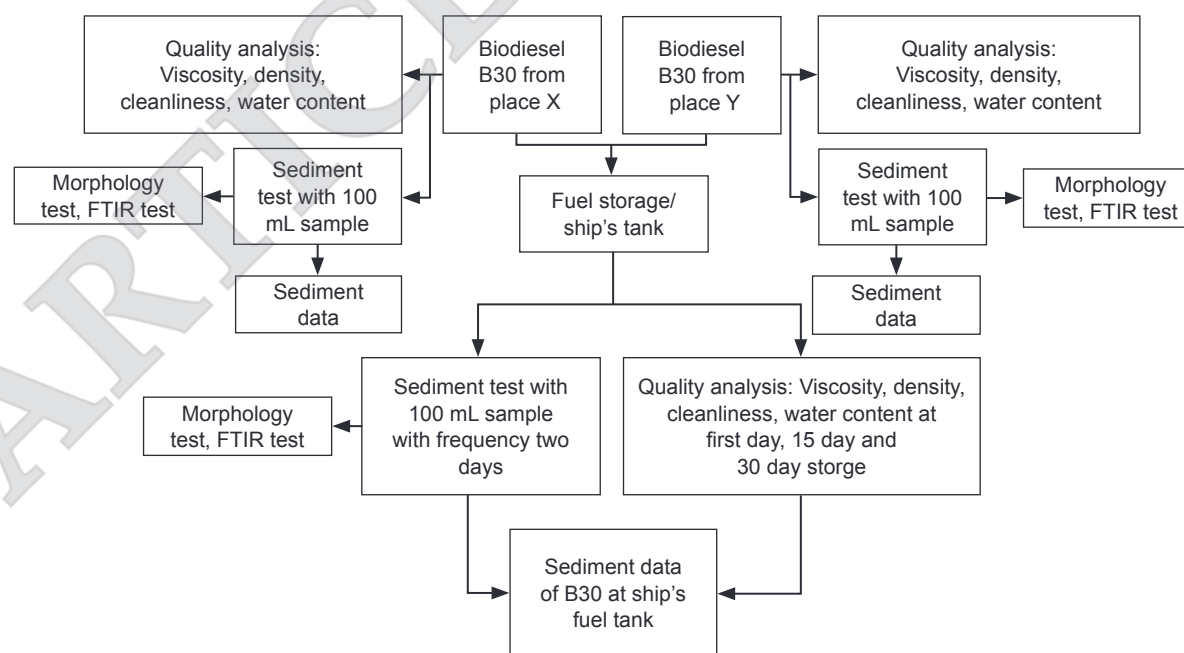 Quality analysis:
Viscosity, density,
cleanliness, water content
Biodiesel
B30 from
place X
Biodiesel
B30 from
place Y
Quality analysis:
Viscosity, density,
cleanliness, water content
Morphology
test, FTIR test
Sediment
test with 100
mL sample
Fuel storage/
ship's tank
Sediment
test with 100
mL sample
Morphology
test, FTIR test
Sediment
data
Sediment
data
Morphology
test, FTIR test
Sediment test with
100 mL sample
with frequency two
days
Quality analysis: Viscosity, density,
cleanliness, water content at
first day, 15 day and
30 day storge
Sediment data
of B30 at ship's
fuel tank
ARTICL